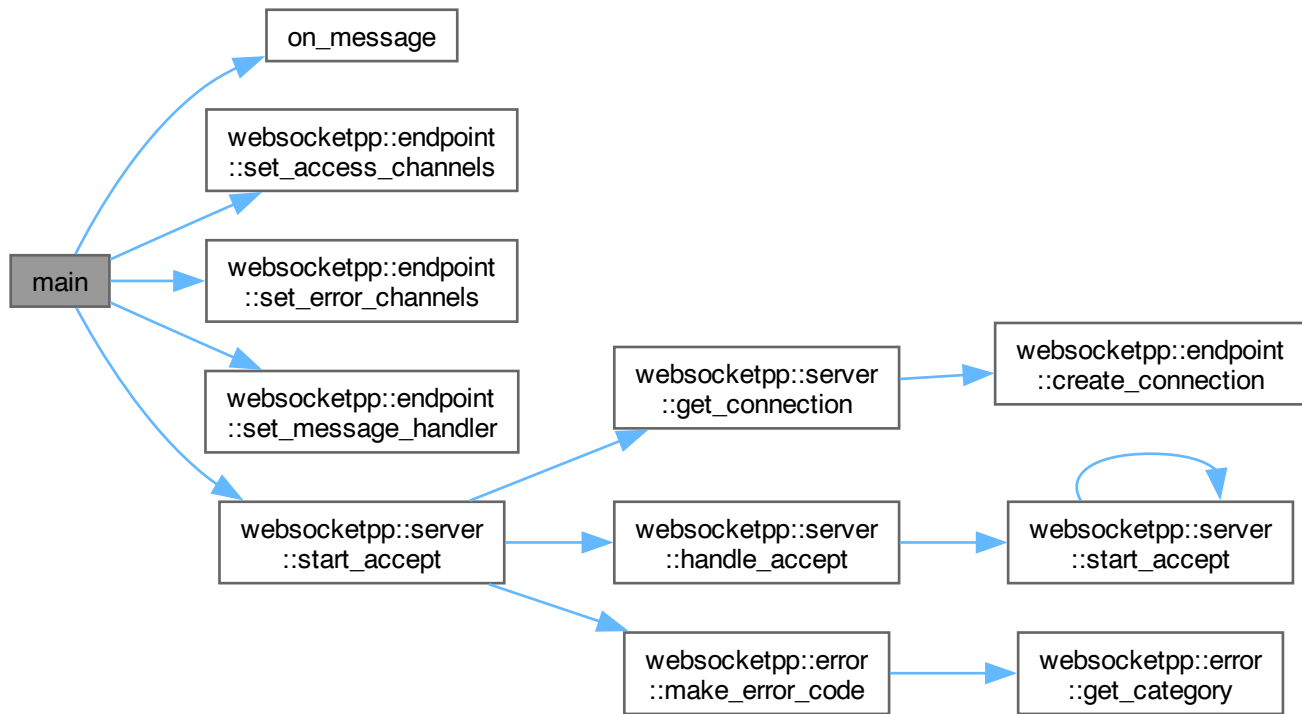 main
on_message
websocketpp::endpoint
::set_access_channels
websocketpp::endpoint
::set_error_channels
websocketpp::endpoint
::set_message_handler
websocketpp::server
::start_accept
websocketpp::server
::get_connection
websocketpp::endpoint
::create_connection
websocketpp::server
::handle_accept
websocketpp::server
::start_accept
websocketpp::error
::make_error_code
websocketpp::error
::get_category